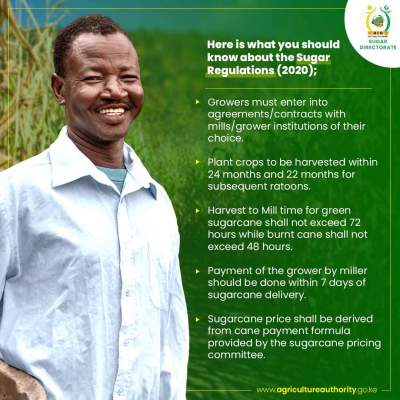 SUGAR
DIRECTORATE
Here is what you should
know about the Sugar
Regulations (2020);
Growers must enter into
agreements/contracts with
mills/grower institutions of their
choice.
Plant crops to be harvested within
24 months and 22 months for
subsequent ratoons.
Harvest to Mill time for green
sugarcane shall not exceed 72
hours while burnt cane shall not
exceed 48 hours.
Payment of the grower by miller
should be done within 7 days of
sugarcane delivery.
Sugarcane price shall be derived
from cane payment formula
provided by the sugarcane pricing
committee.
www.agricultureauthority.go.ke